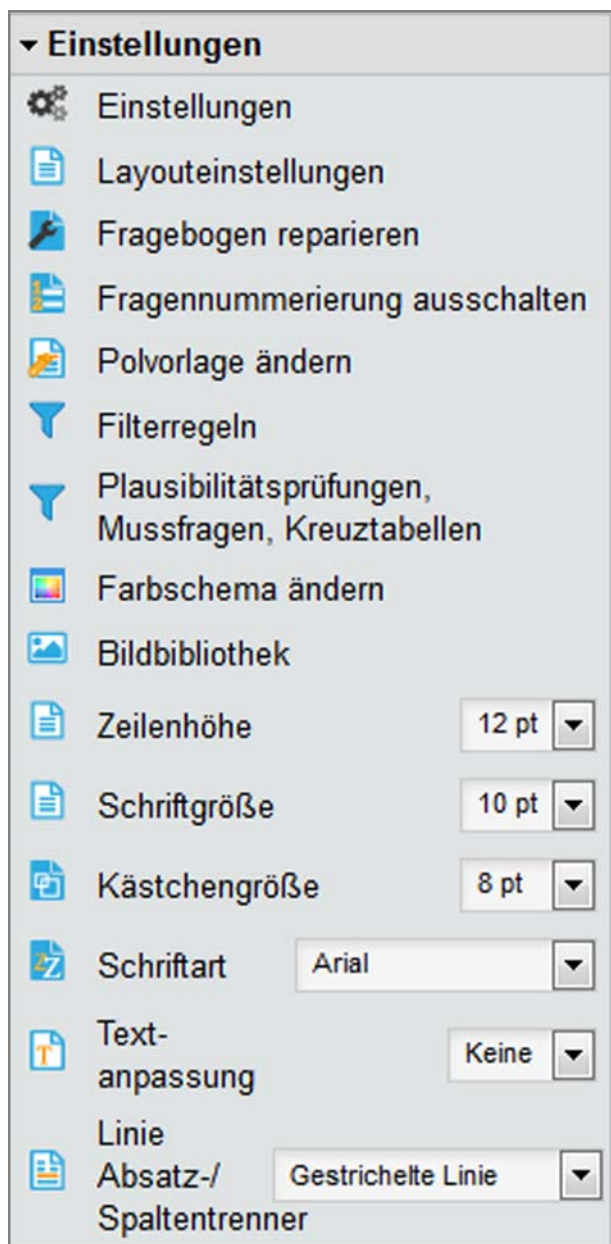 Einstellungen
Einstellungen
Layouteinstellungen
Fragebogen reparieren
Fragennummerierung ausschalten
Polvorlage ändern
Filterregeln
Plausibilitätsprüfungen,
Mussfragen, Kreuztabellen
Farbschema ändern
Bildbibliothek
Zeilenhöhe 12 pt
Schriftgröße 10 pt
Kästchengröße 8 pt
Schriftart Arial
Text-
anpassung Keine
Linie
Absatz-/ Gestrichelte Linie
Spaltentrenner